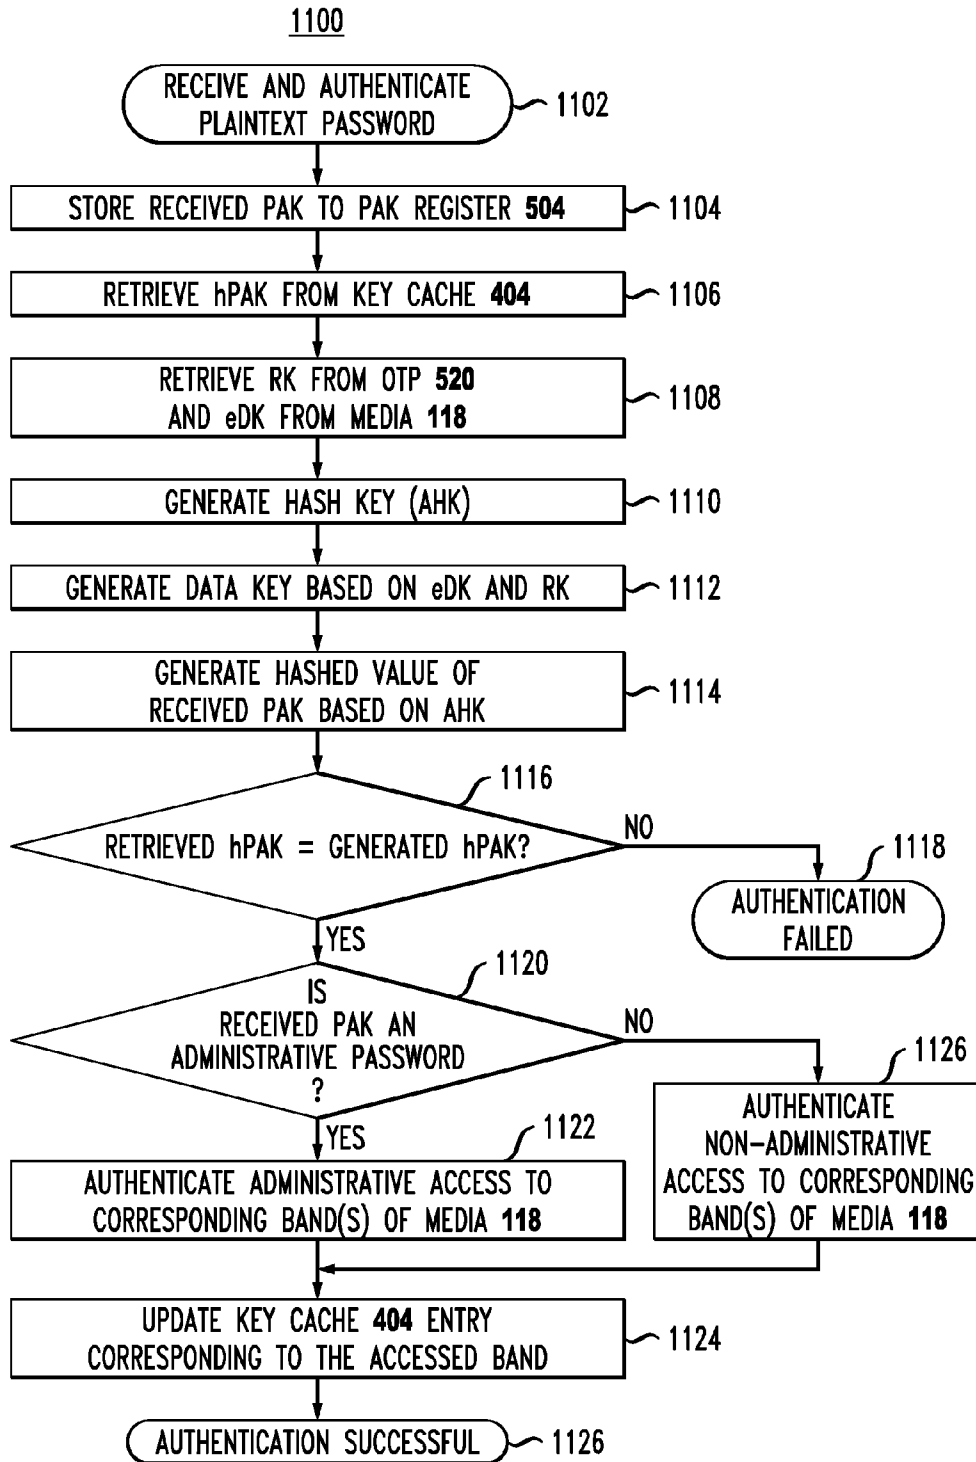 1100
RECEIVE AND AUTHENTICATE
PLAINTEXT PASSWORD
1102
STORE RECEIVED PAK TO PAK REGISTER 504
1104
RETRIEVE hPAK FROM KEY CACHE 404
1106
RETRIEVE RK FROM OTP 520
AND eDK FROM MEDIA 118
1108
GENERATE HASH KEY (AHK)
1110
GENERATE DATA KEY BASED ON eDK AND RK
1112
GENERATE HASHED VALUE OF
RECEIVED PAK BASED ON AHK
1114
1116
RETRIEVED hPAK = GENERATED hPAK?
NO
1118
AUTHENTICATION
FAILED
YES
1120
IS
RECEIVED PAK AN
ADMINISTRATIVE PASSWORD
?
NO
1126
AUTHENTICATE
NON-ADMINISTRATIVE
ACCESS TO CORRESPONDING
BAND(S) OF MEDIA 118
YES
1122
AUTHENTICATE ADMINISTRATIVE ACCESS TO
CORRESPONDING BAND(S) OF MEDIA 118
UPDATE KEY CACHE 404 ENTRY
CORRESPONDING TO THE ACCESSED BAND
1124
AUTHENTICATION SUCCESSFUL
1126